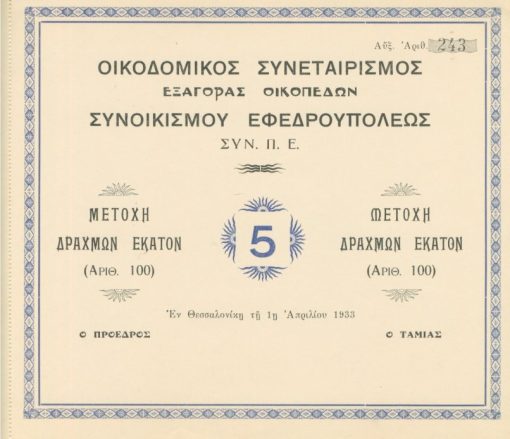 Αὔξ. Ἀριθ. 243
ΟΙΚΟΔΟΜΙΚΟΣ ΣΥΝΕΤΑΙΡΙΣΜΟΣ
ΕΞΑΓΟΡΑΣ ΟΙΚΟΠΕΔΩΝ
ΣΥΝΟΙΚΙΣΜΟΥ ΕΦΕΔΡΟΥΠΟΛΕΩΣ
ΣΥΝ. Π. Ε.
ΜΕΤΟΧΗ
ΔΡΑΧΜΩΝ ΕΚΑΤΟΝ
(ΑΡΙΘ. 100)
5
ΜΕΤΟΧΗ
ΔΡΑΧΜΩΝ ΕΚΑΤΟΝ
(ΑΡΙΘ. 100)
Ἐν Θεσσαλονίκῃ τῇ 1ῃ Ἀπριλίου 1933
Ο ΠΡΟΕΔΡΟΣ
Ο ΤΑΜΙΑΣ